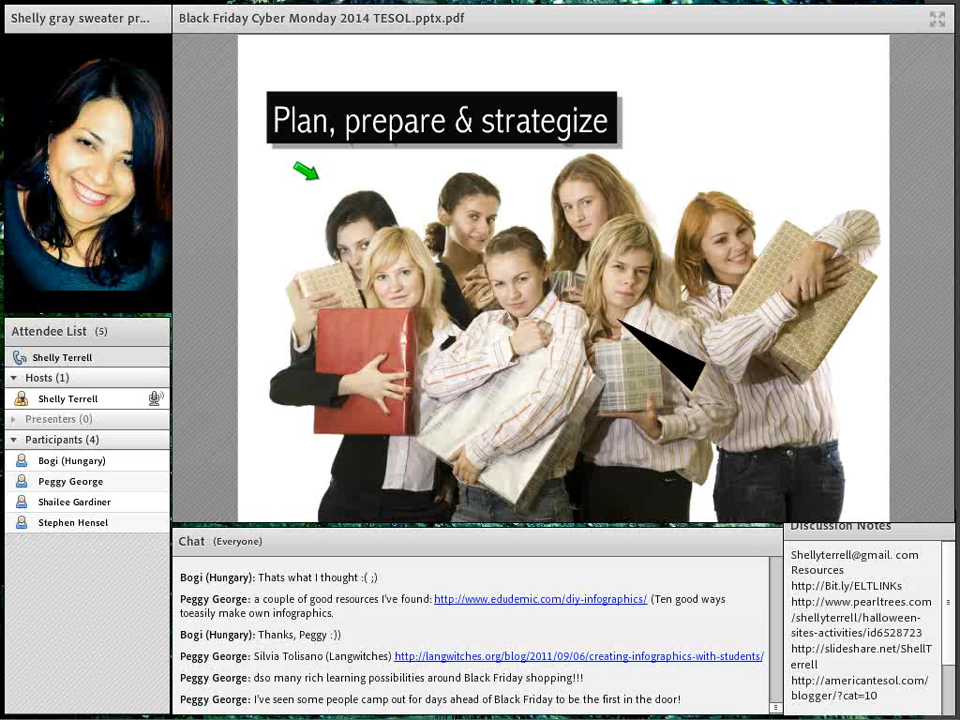 Shelly gray sweater pr...
Black Friday Cyber Monday 2014 TESOL.pptx.pdf
Plan, prepare & strategize
Attendee List (5)
Shelly Terrell
Hosts (1)
Shelly Terrell
Presenters (0)
Participants (4)
Bogi (Hungary)
Peggy George
Shailee Gardiner
Stephen Hensel
Chat (Everyone)
Bogi (Hungary): Thats what I thought :( ;)
Peggy George: a couple of good resources I've found: http://www.edudemic.com/diy-infographics/ (Ten good ways
toeasily make own infographics.
Bogi (Hungary): Thanks, Peggy :))
Peggy George: Silvia Tolisano (Langwitches) http://langwitches.org/blog/2011/09/06/creating-infographics-with-students/
Peggy George: dso many rich learning possibilities around Black Friday shopping!!!
Peggy George: I've seen some people camp out for days ahead of Black Friday to be the first in the door!
Discussion Notes
Shellyterrell@gmail. com
Resources
http://Bit.ly/ELTLINKs
http://www.pearltrees.com
/shellyterrell/halloween-
sites-activities/id6528723
http://slideshare.net/ShellT
errell
http://americantesol.com/
blogger/?cat=10